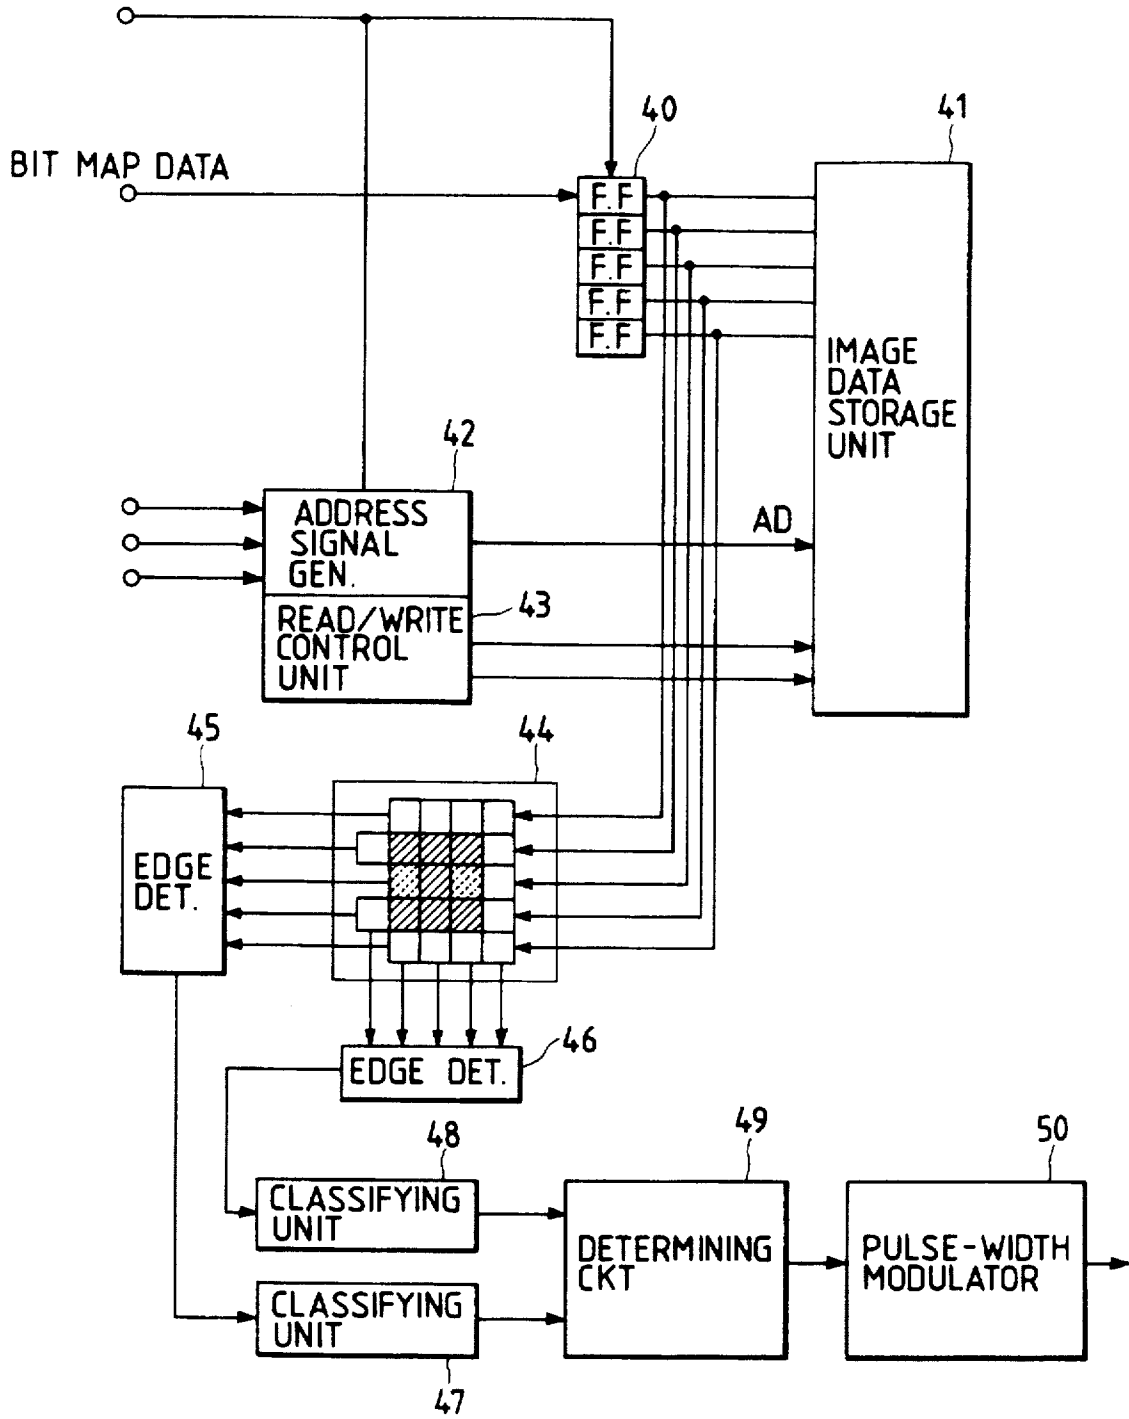 40
41
BIT MAP DATA
F.F
F.F
F.F
F.F
F.F
IMAGE
DATA
STORAGE
UNIT
42
ADDRESS
SIGNAL
GEN.
AD
READ/WRITE
CONTROL
UNIT
43
45
44
EDGE
DET.
46
EDGE DET.
48
49
50
CLASSIFYING
UNIT
DETERMINING
CKT
PULSE-WIDTH
MODULATOR
CLASSIFYING
UNIT
47